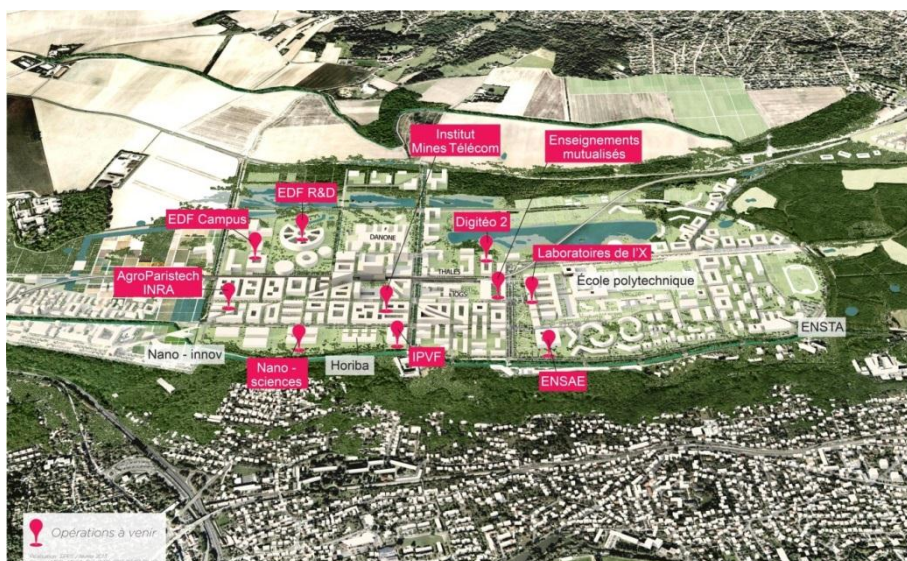 Institut
Mines Télécom
Enseignements
mutualisés
EDF R&D
EDF Campus
DANONE
Digitéo 2
Laboratoires de l'X
AgroParistech
INRA
THALES
École polytechnique
ENSTA
Nano - innov
Nano -
sciences
Horiba
IPVF
ENSAE
Opérations à venir